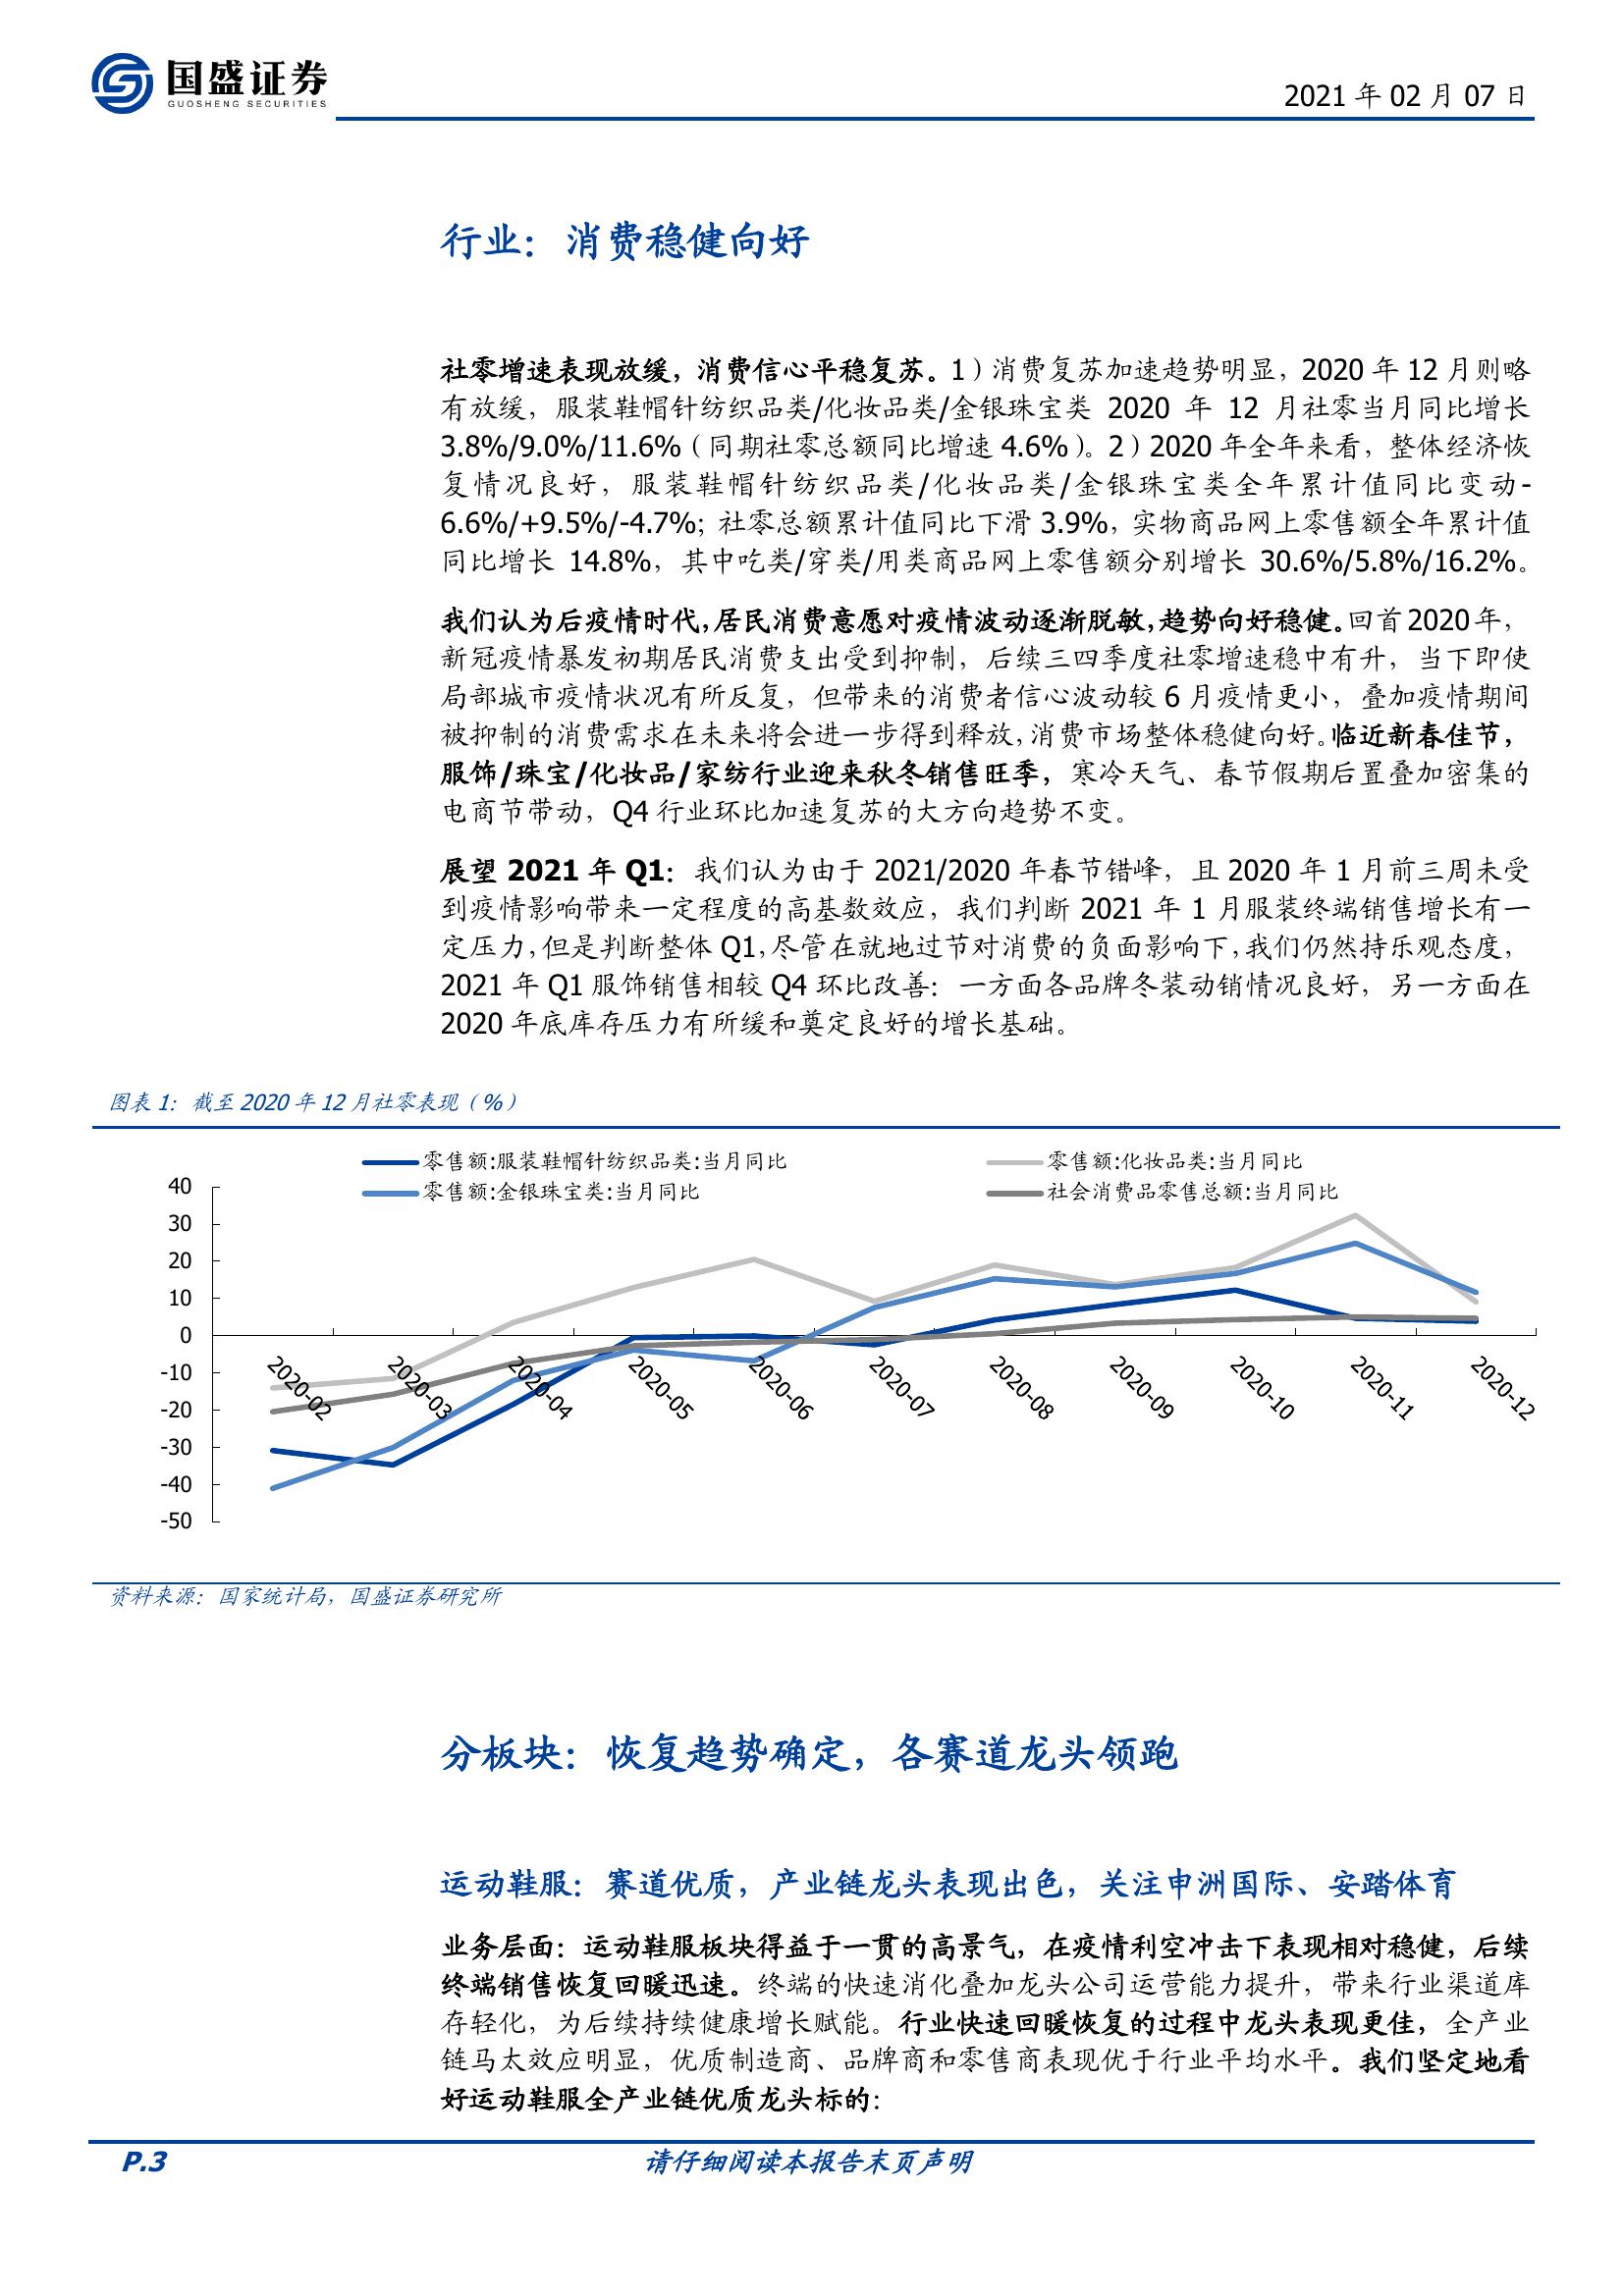 国盛证券
GUOSHENG SECURITIES
2021 年 02 月 07 日
行业：消费稳健向好
社零增速表现放缓，消费信心平稳复苏。1）消费复苏加速趋势明显，2020 年 12 月则略
有放缓，服装鞋帽针纺织品类/化妆品类/金银珠宝类 2020 年 12 月社零当月同比增长
3.8%/9.0%/11.6%（同期社零总额同比增速 4.6%）。2）2020 年全年来看，整体经济恢
复情况良好，服装鞋帽针纺织品类/化妆品类/金银珠宝类全年累计值同比变动-
6.6%/+9.5%/-4.7%；社零总额累计值同比下滑 3.9%，实物商品网上零售额全年累计值
同比增长 14.8%，其中吃类/穿类/用类商品网上零售额分别增长 30.6%/5.8%/16.2%。
我们认为后疫情时代，居民消费意愿对疫情波动逐渐脱敏，趋势向好稳健。回首 2020 年，
新冠疫情暴发初期居民消费支出受到抑制，后续三四季度社零增速稳中有升，当下即使
局部城市疫情状况有所反复，但带来的消费者信心波动较 6 月疫情更小，叠加疫情期间
被抑制的消费需求在未来将会进一步得到释放，消费市场整体稳健向好。临近新春佳节，
服饰/珠宝/化妆品/家纺行业迎来秋冬销售旺季，寒冷天气、春节假期后置叠加密集的
电商节带动，Q4 行业环比加速复苏的大方向趋势不变。
展望 2021 年 Q1：我们认为由于 2021/2020 年春节错峰，且 2020 年 1 月前三周未受
到疫情影响带来一定程度的高基数效应，我们判断 2021 年 1 月服装终端销售增长有一
定压力，但是判断整体 Q1，尽管在就地过节对消费的负面影响下，我们仍然持乐观态度，
2021 年 Q1 服饰销售相较 Q4 环比改善：一方面各品牌冬装动销情况良好，另一方面在
2020 年底库存压力有所缓和奠定良好的增长基础。
图表 1：截至 2020 年 12 月社零表现（%）
零售额:服装鞋帽针纺织品类:当月同比
零售额:化妆品类:当月同比
零售额:金银珠宝类:当月同比
社会消费品零售总额:当月同比
40
30
20
10
0
-10
-20
-30
-40
-50
2020-02
2020-03
2020-04
2020-05
2020-06
2020-07
2020-08
2020-09
2020-10
2020-11
2020-12
资料来源：国家统计局，国盛证券研究所
分板块：恢复趋势确定，各赛道龙头领跑
运动鞋服：赛道优质，产业链龙头表现出色，关注申洲国际、安踏体育
业务层面：运动鞋服板块得益于一贯的高景气，在疫情利空冲击下表现相对稳健，后续
终端销售恢复回暖迅速。终端的快速消化叠加龙头公司运营能力提升，带来行业渠道库
存轻化，为后续持续健康增长赋能。行业快速回暖恢复的过程中龙头表现更佳，全产业
链马太效应明显，优质制造商、品牌商和零售商表现优于行业平均水平。我们坚定地看
好运动鞋服全产业链优质龙头标的：
P.3
请仔细阅读本报告末页声明